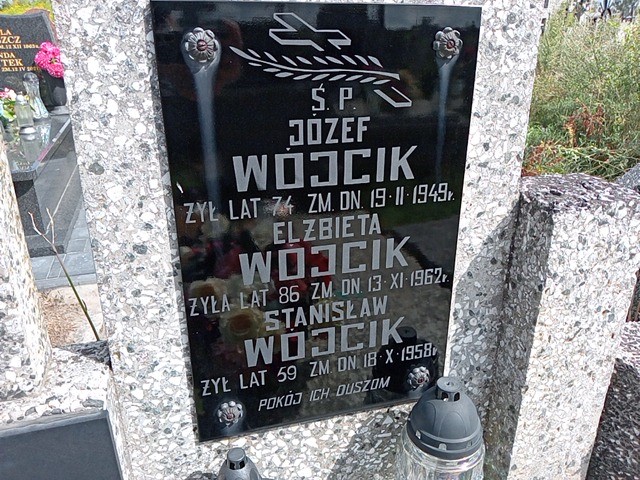 Ś. P.
JÓZEF
WÓJCIK
ŻYŁ LAT 74 ZM. DN. 19·II·1949r.
ELŻBIETA
WÓJCIK
ŻYŁA LAT 86 ZM. DN. 13·XI·1962r.
STANISŁAW
WÓJCIK
ŻYŁ LAT 59 ZM. DN. 18·X·1958r.
POKÓJ ICH DUSZOM